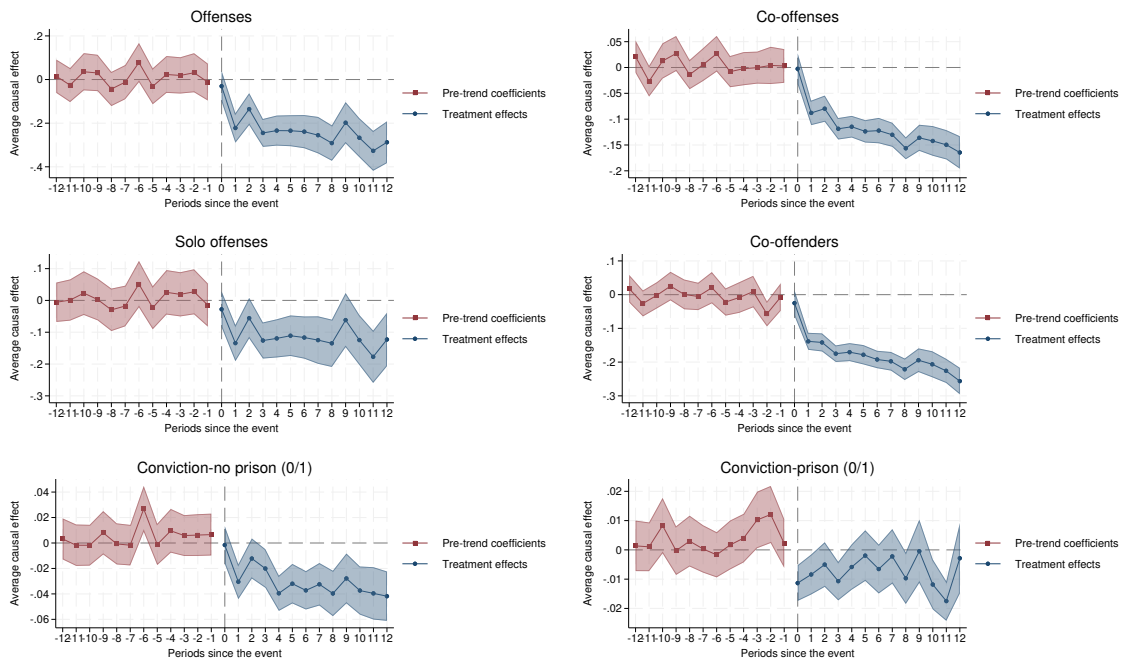 Offenses
Average causal effect
.2
0
-.2
-.4
-12 -11 -10 -9 -8 -7 -6 -5 -4 -3 -2 -1 0 1 2 3 4 5 6 7 8 9 10 11 12
Periods since the event
Pre-trend coefficients
Treatment effects
Co-offenses
Average causal effect
.05
0
-.05
-.1
-.15
-.2
-12 -11 -10 -9 -8 -7 -6 -5 -4 -3 -2 -1 0 1 2 3 4 5 6 7 8 9 10 11 12
Periods since the event
Pre-trend coefficients
Treatment effects
Solo offenses
Average causal effect
.1
0
-.1
-.2
-.3
-12 -11 -10 -9 -8 -7 -6 -5 -4 -3 -2 -1 0 1 2 3 4 5 6 7 8 9 10 11 12
Periods since the event
Pre-trend coefficients
Treatment effects
Co-offenders
Average causal effect
.1
0
-.1
-.2
-.3
-12 -11 -10 -9 -8 -7 -6 -5 -4 -3 -2 -1 0 1 2 3 4 5 6 7 8 9 10 11 12
Periods since the event
Pre-trend coefficients
Treatment effects
Conviction-no prison (0/1)
Average causal effect
.04
.02
0
-.02
-.04
-.06
-12 -11 -10 -9 -8 -7 -6 -5 -4 -3 -2 -1 0 1 2 3 4 5 6 7 8 9 10 11 12
Periods since the event
Pre-trend coefficients
Treatment effects
Conviction-prison (0/1)
Average causal effect
.02
.01
0
-.01
-.02
-12 -11 -10 -9 -8 -7 -6 -5 -4 -3 -2 -1 0 1 2 3 4 5 6 7 8 9 10 11 12
Periods since the event
Pre-trend coefficients
Treatment effects